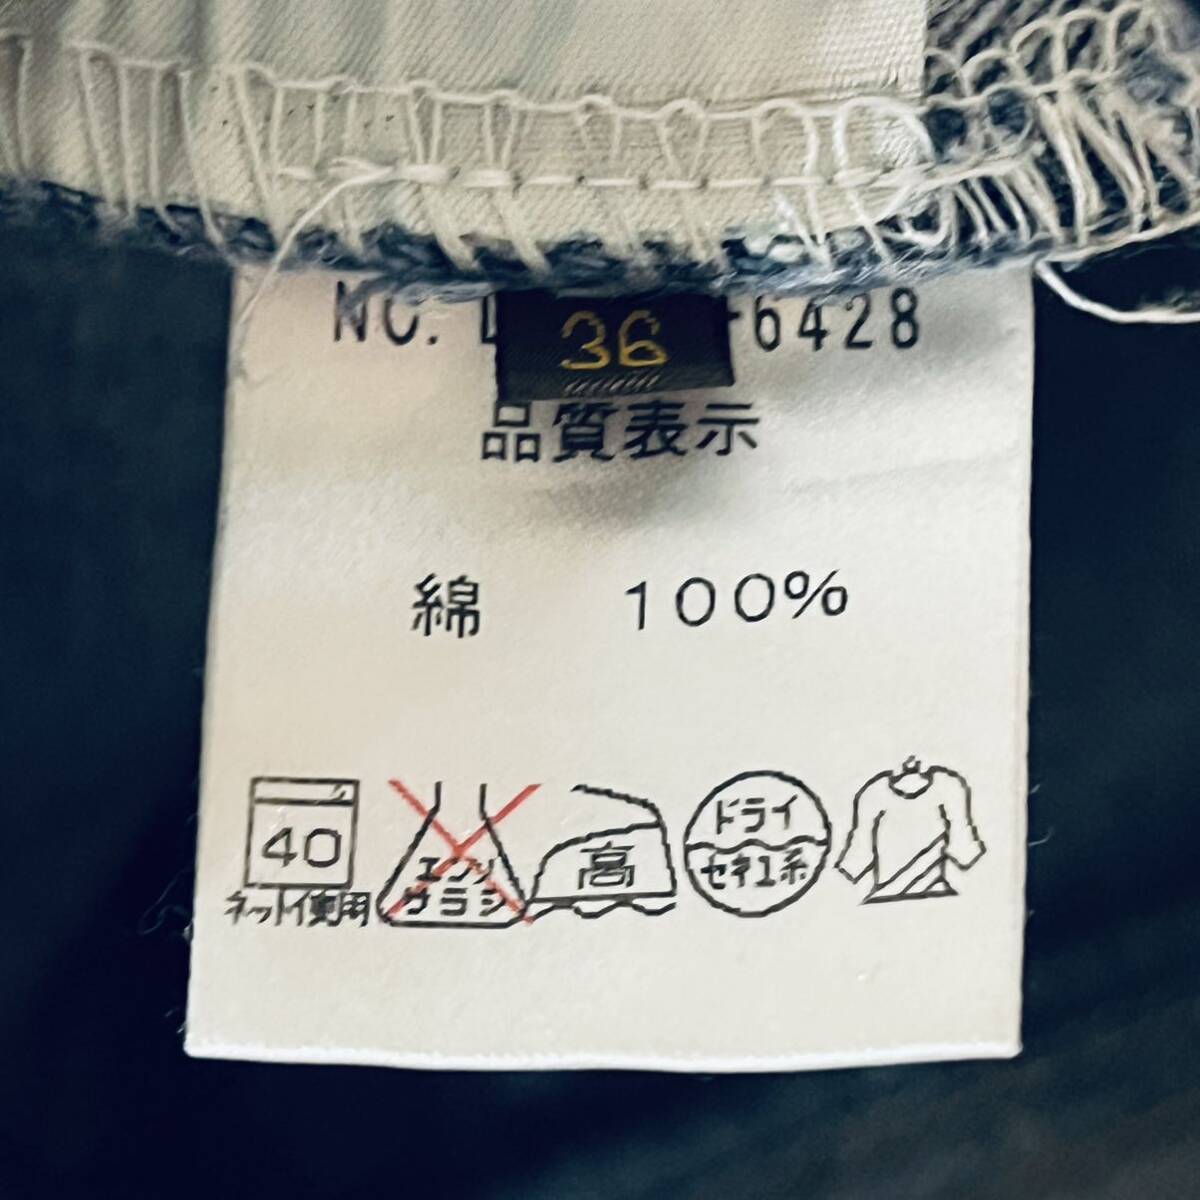 NO.
36
-6428
品質表示
綿 100%
40
ネット使用
エンソ
サラシ
高
ドライ
セキユ系